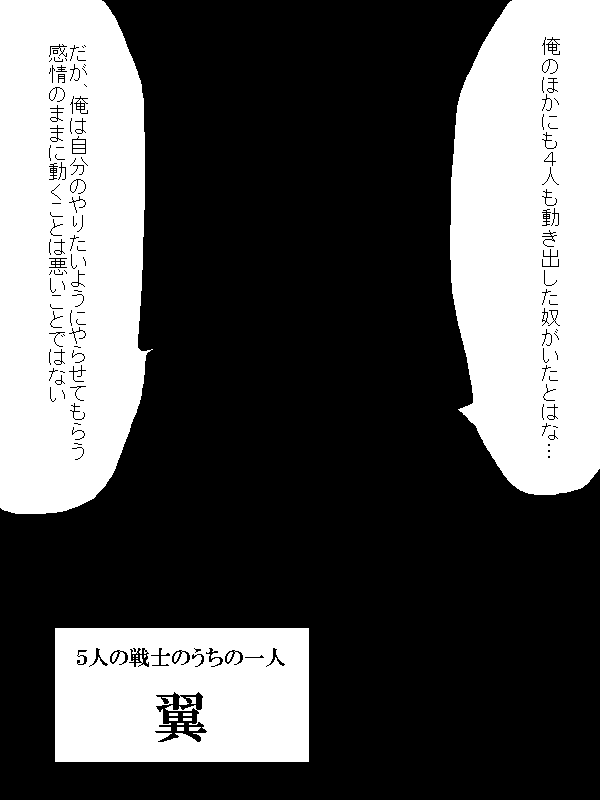 俺のほかにも４人も動き出した奴がいたとはな…
だが、俺は自分のやりたいようにやらせてもらう
感情のままに動くことは悪いことではない
５人の戦士のうちの一人
翼